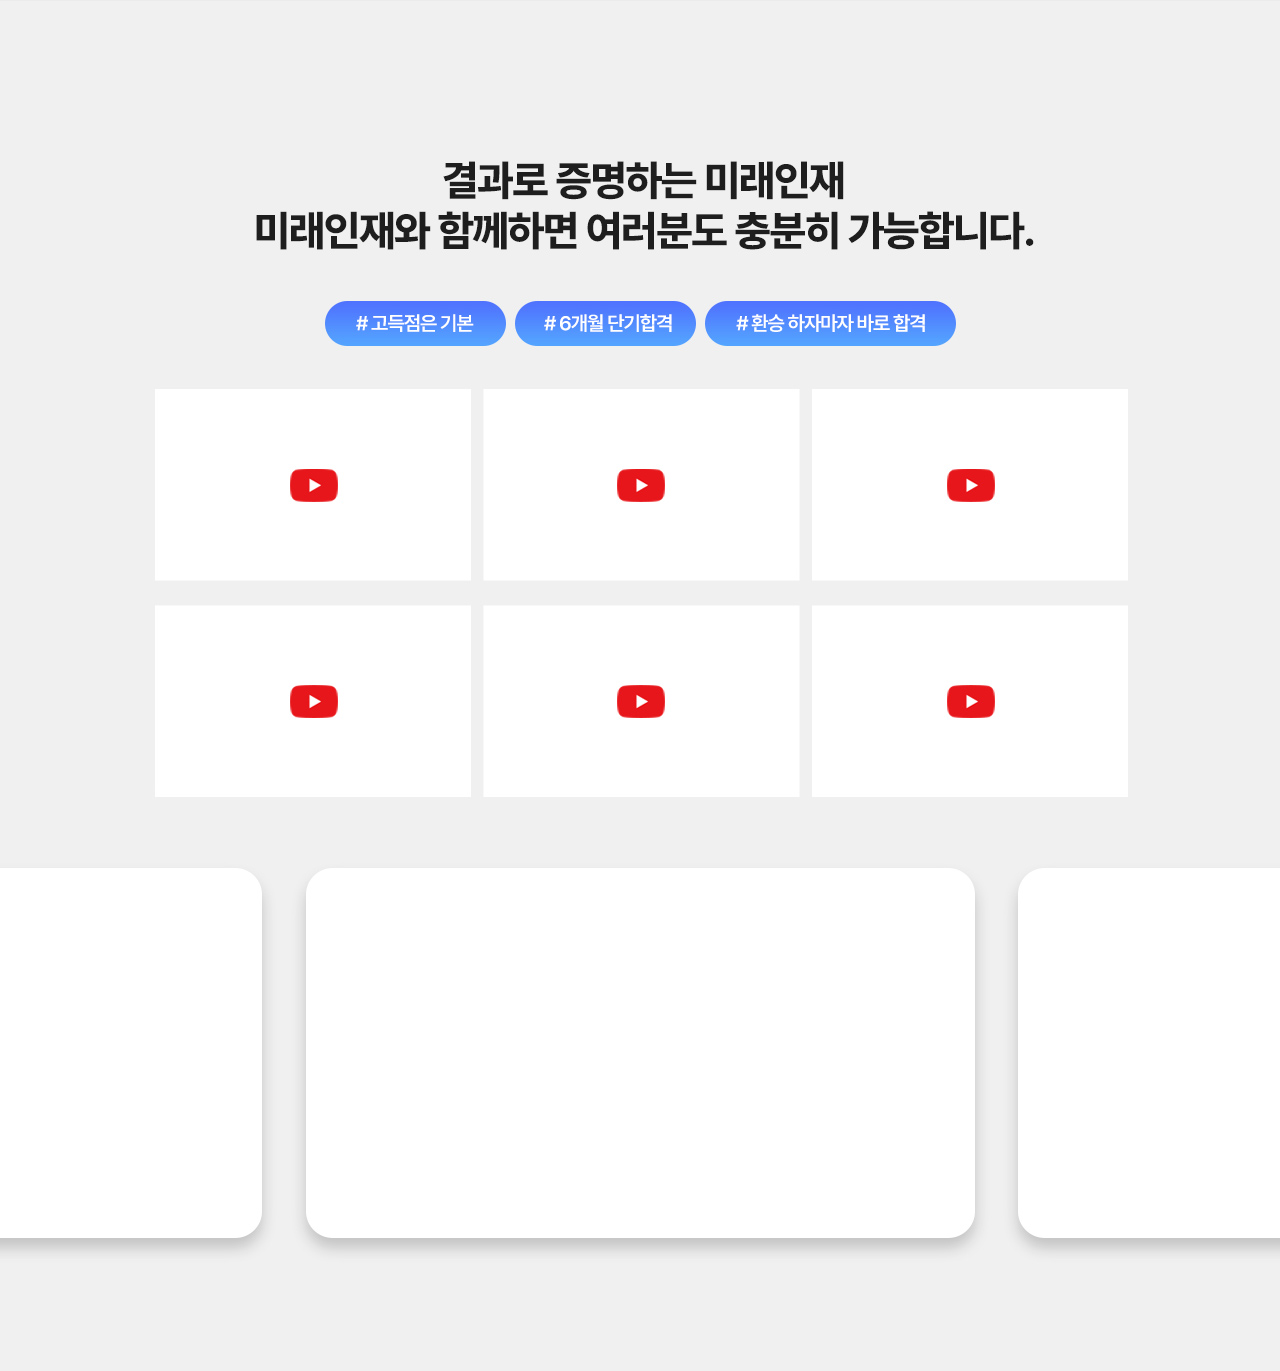 결과로 증명하는 미래인재
미래인재와 함께하면 여러분도 충분히 가능합니다.
# 고득점은 기본
# 6개월 단기합격
# 환승 하자마자 바로 합격